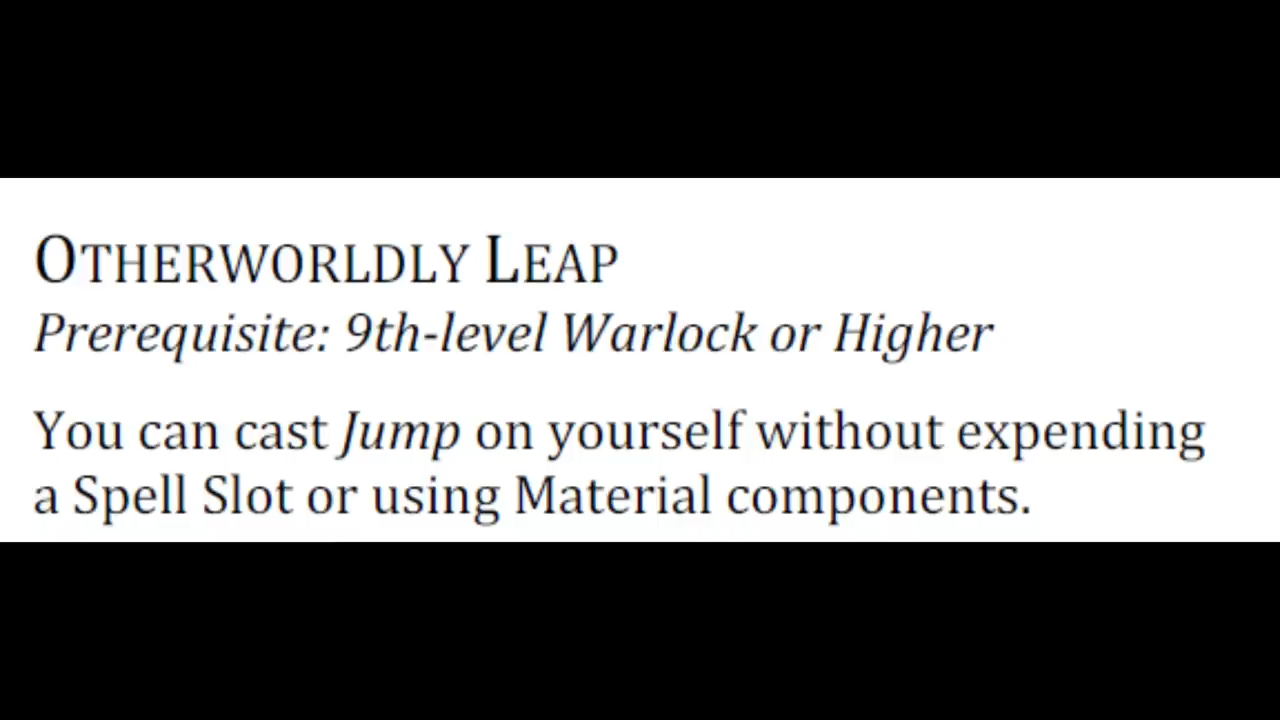 OTHERWORLDLY LEAP
Prerequisite: 9th-level Warlock or Higher
You can cast Jump on yourself without expending
a Spell Slot or using Material components.